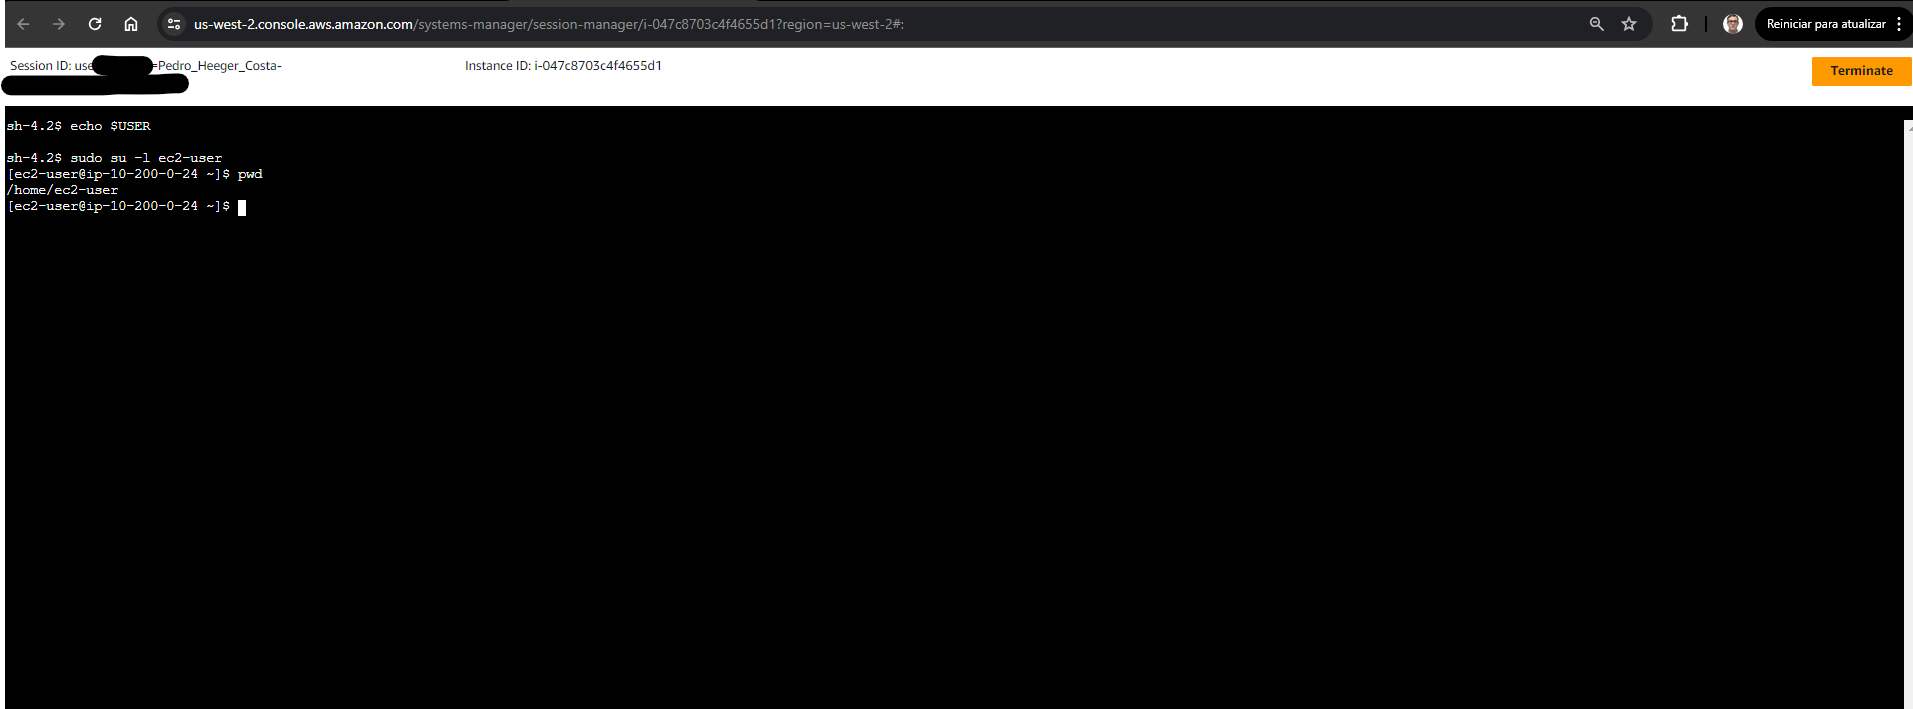 us-west-2.console.aws.amazon.com/systems-manager/session-manager/i-047c8703c4f4655d1?region=us-west-2#:
Reiniciar para atualizar
Session ID: use =Pedro_Heeger_Costa-
Instance ID: i-047c8703c4f4655d1
Terminate
sh-4.2$ echo $USER
sh-4.2$ sudo su -l ec2-user
[ec2-user@ip-10-200-0-24 ~]$ pwd
/home/ec2-user
[ec2-user@ip-10-200-0-24 ~]$